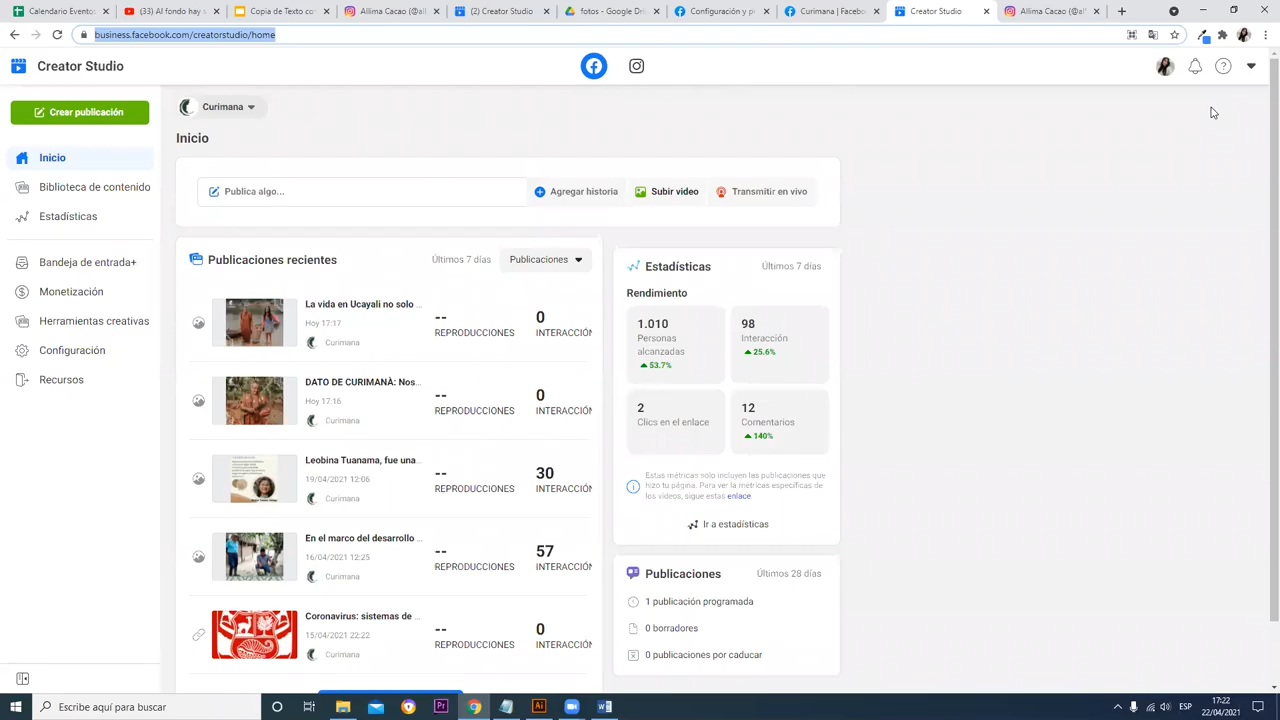 Calendario Evento
(33) Al fondo hay s
Copia de Texto co
Allima Cacao (@al
(2) Creator Studio
fotos - Google Dri
Configuración y p
Curimana | Faceb
Creator Studio
Allima Cacao (@al
business.facebook.com/creatorstudio/home
Creator Studio
Crear publicación
Curimana
Inicio
Inicio
Biblioteca de contenido
Estadísticas
Bandeja de entrada+
Monetización
Herramientas creativas
Configuración
Recursos
Publica algo...
Agregar historia
Subir video
Transmitir en vivo
Publicaciones recientes
Últimos 7 días
Publicaciones
La vida en Ucayali no solo ...
Hoy 17:17
Curimana
--
REPRODUCCIONES
0
INTERACCIÓN
DATO DE CURIMANÀ: Nos...
Hoy 17:16
Curimana
--
REPRODUCCIONES
0
INTERACCIÓN
Leobina Tuanama, fue una...
19/04/2021 12:06
Curimana
--
REPRODUCCIONES
30
INTERACCIÓN
En el marco del desarrollo ...
16/04/2021 12:25
Curimana
--
REPRODUCCIONES
57
INTERACCIÓN
Coronavirus: sistemas de ...
15/04/2021 22:22
Curimana
--
REPRODUCCIONES
0
INTERACCIÓN
Estadísticas
Últimos 7 días
Rendimiento
1.010
Personas
alcanzadas
53.7%
98
Interacción
25.6%
2
Clics en el enlace
12
Comentarios
140%
Estas métricas solo incluyen las publicaciones que
hizo tu página. Para ver la métricas específicas de
los videos, sigue estas enlace
Ir a estadísticas
Publicaciones
Últimos 28 días
1 publicación programada
0 borradores
0 publicaciones por caducar
Escribe aquí para buscar
ESP
17:22
22/04/2021